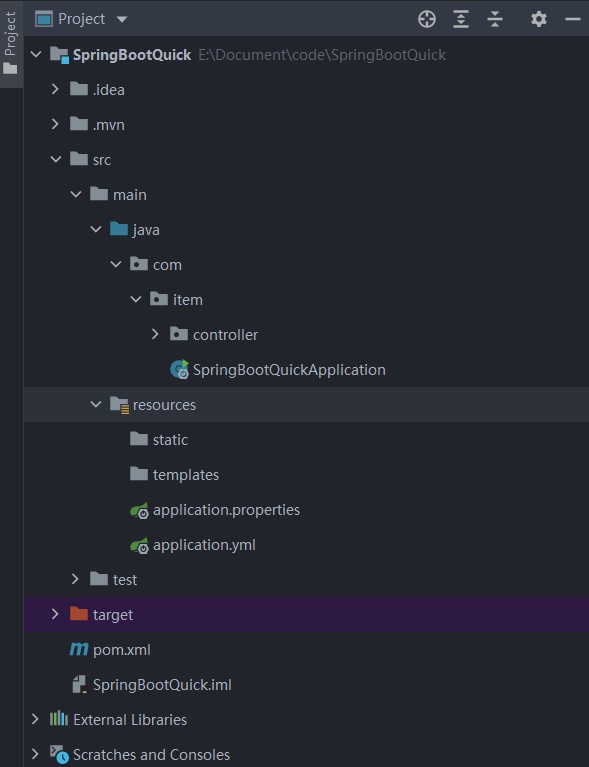 Project
Project
SpringBootQuick E:\Document\code\SpringBootQuick
.idea
.mvn
src
main
java
com
item
controller
SpringBootQuickApplication
resources
static
templates
application.properties
application.yml
test
target
pom.xml
SpringBootQuick.iml
External Libraries
Scratches and Consoles